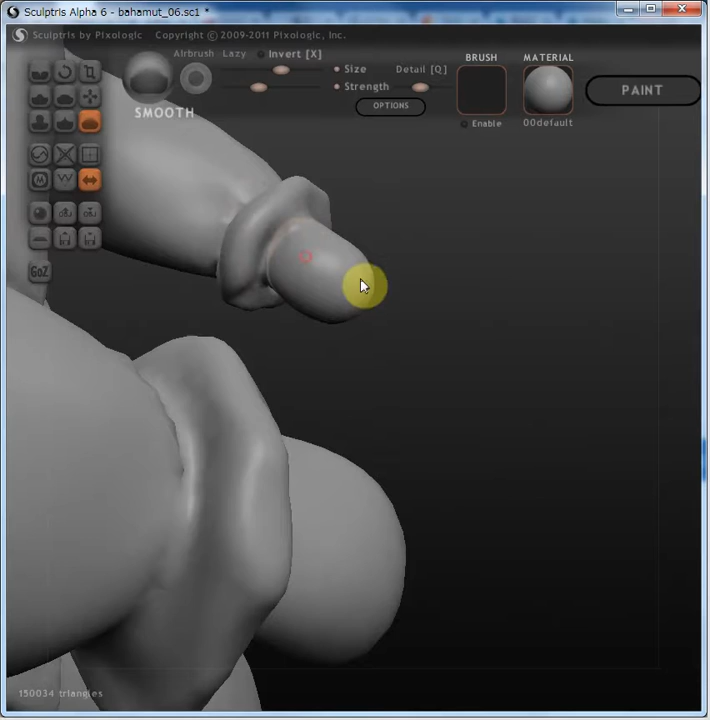 Sculptris Alpha 6 - bahamut_06.sc1 *
Sculptris by Pixologic Copyright © 2009-2011 Pixologic, Inc.
Airbrush Lazy Invert [X]
Size
Strength
OPTIONS
SMOOTH
Detail [Q]
BRUSH
Enable
MATERIAL
00default
PAINT
GoZ
150034 triangles